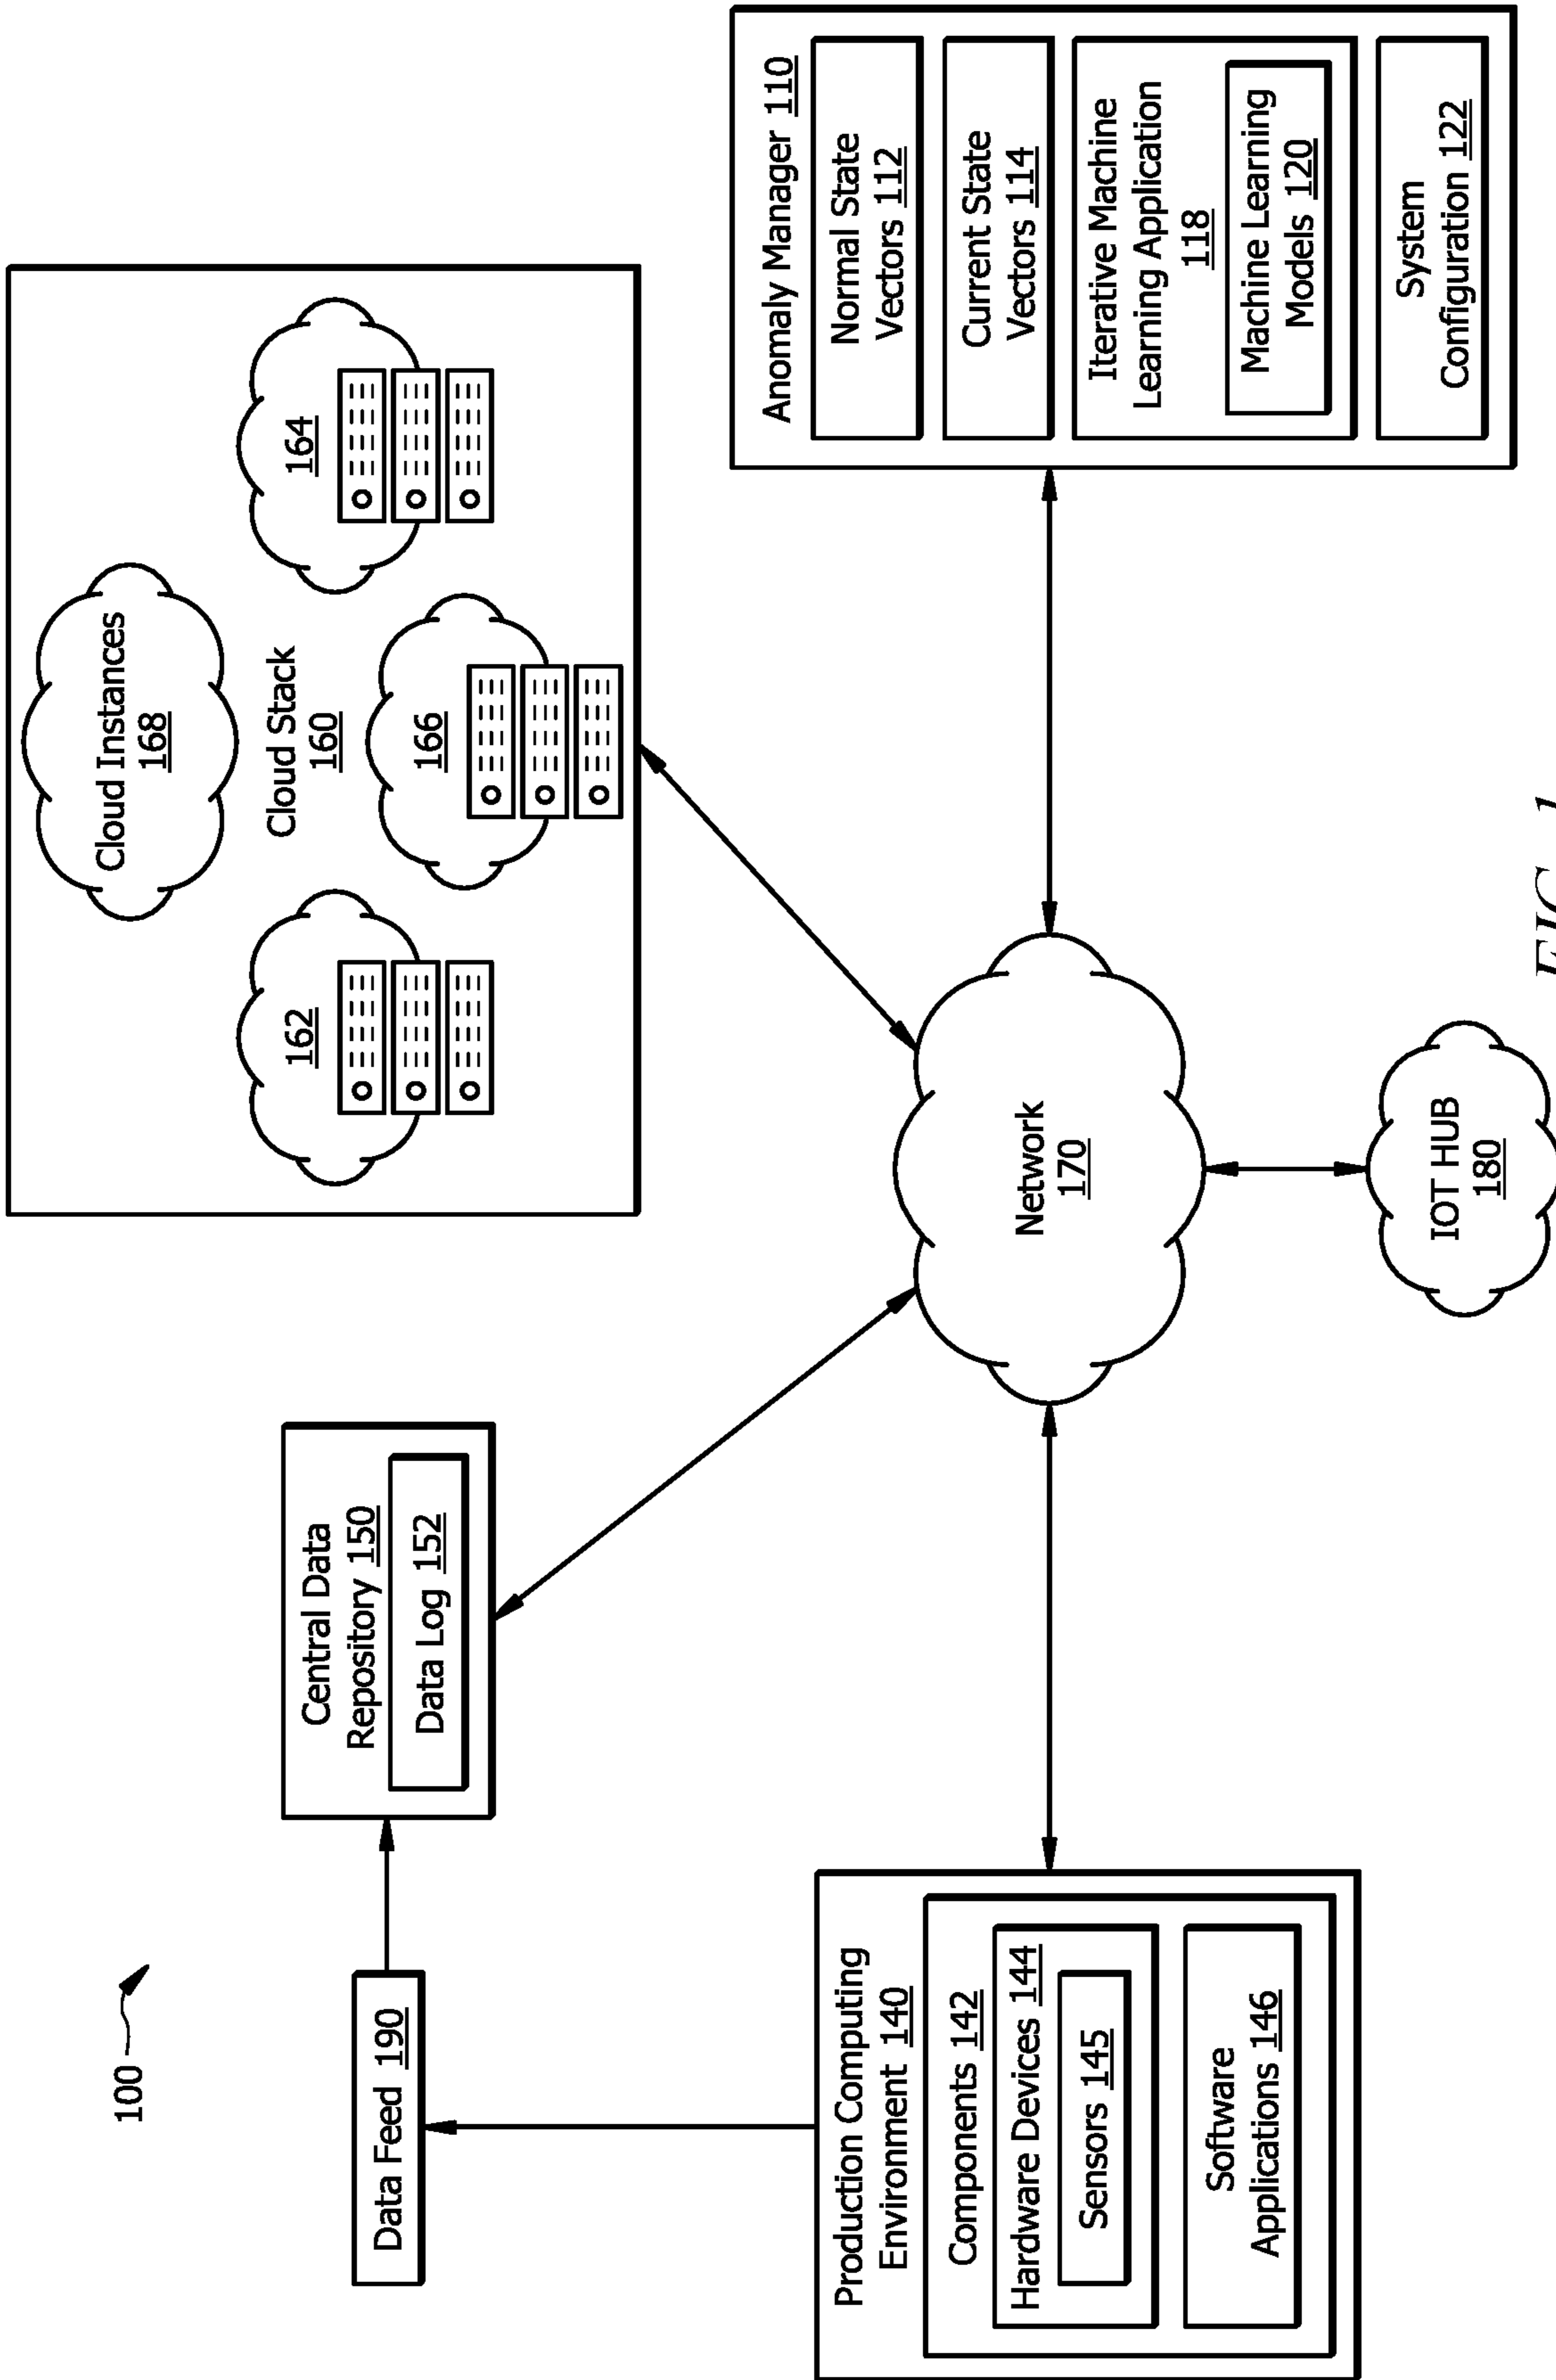 100
Data Feed 190
Central Data
Repository 150
Data Log 152
Cloud Instances
168
Cloud Stack
160
162
166
164
Production Computing
Environment 140
Components 142
Hardware Devices 144
Sensors 145
Software
Applications 146
Network
170
IOT HUB
180
Anomaly Manager 110
Normal State
Vectors 112
Current State
Vectors 114
Iterative Machine
Learning Application
118
Machine Learning
Models 120
System
Configuration 122
FIG. 1